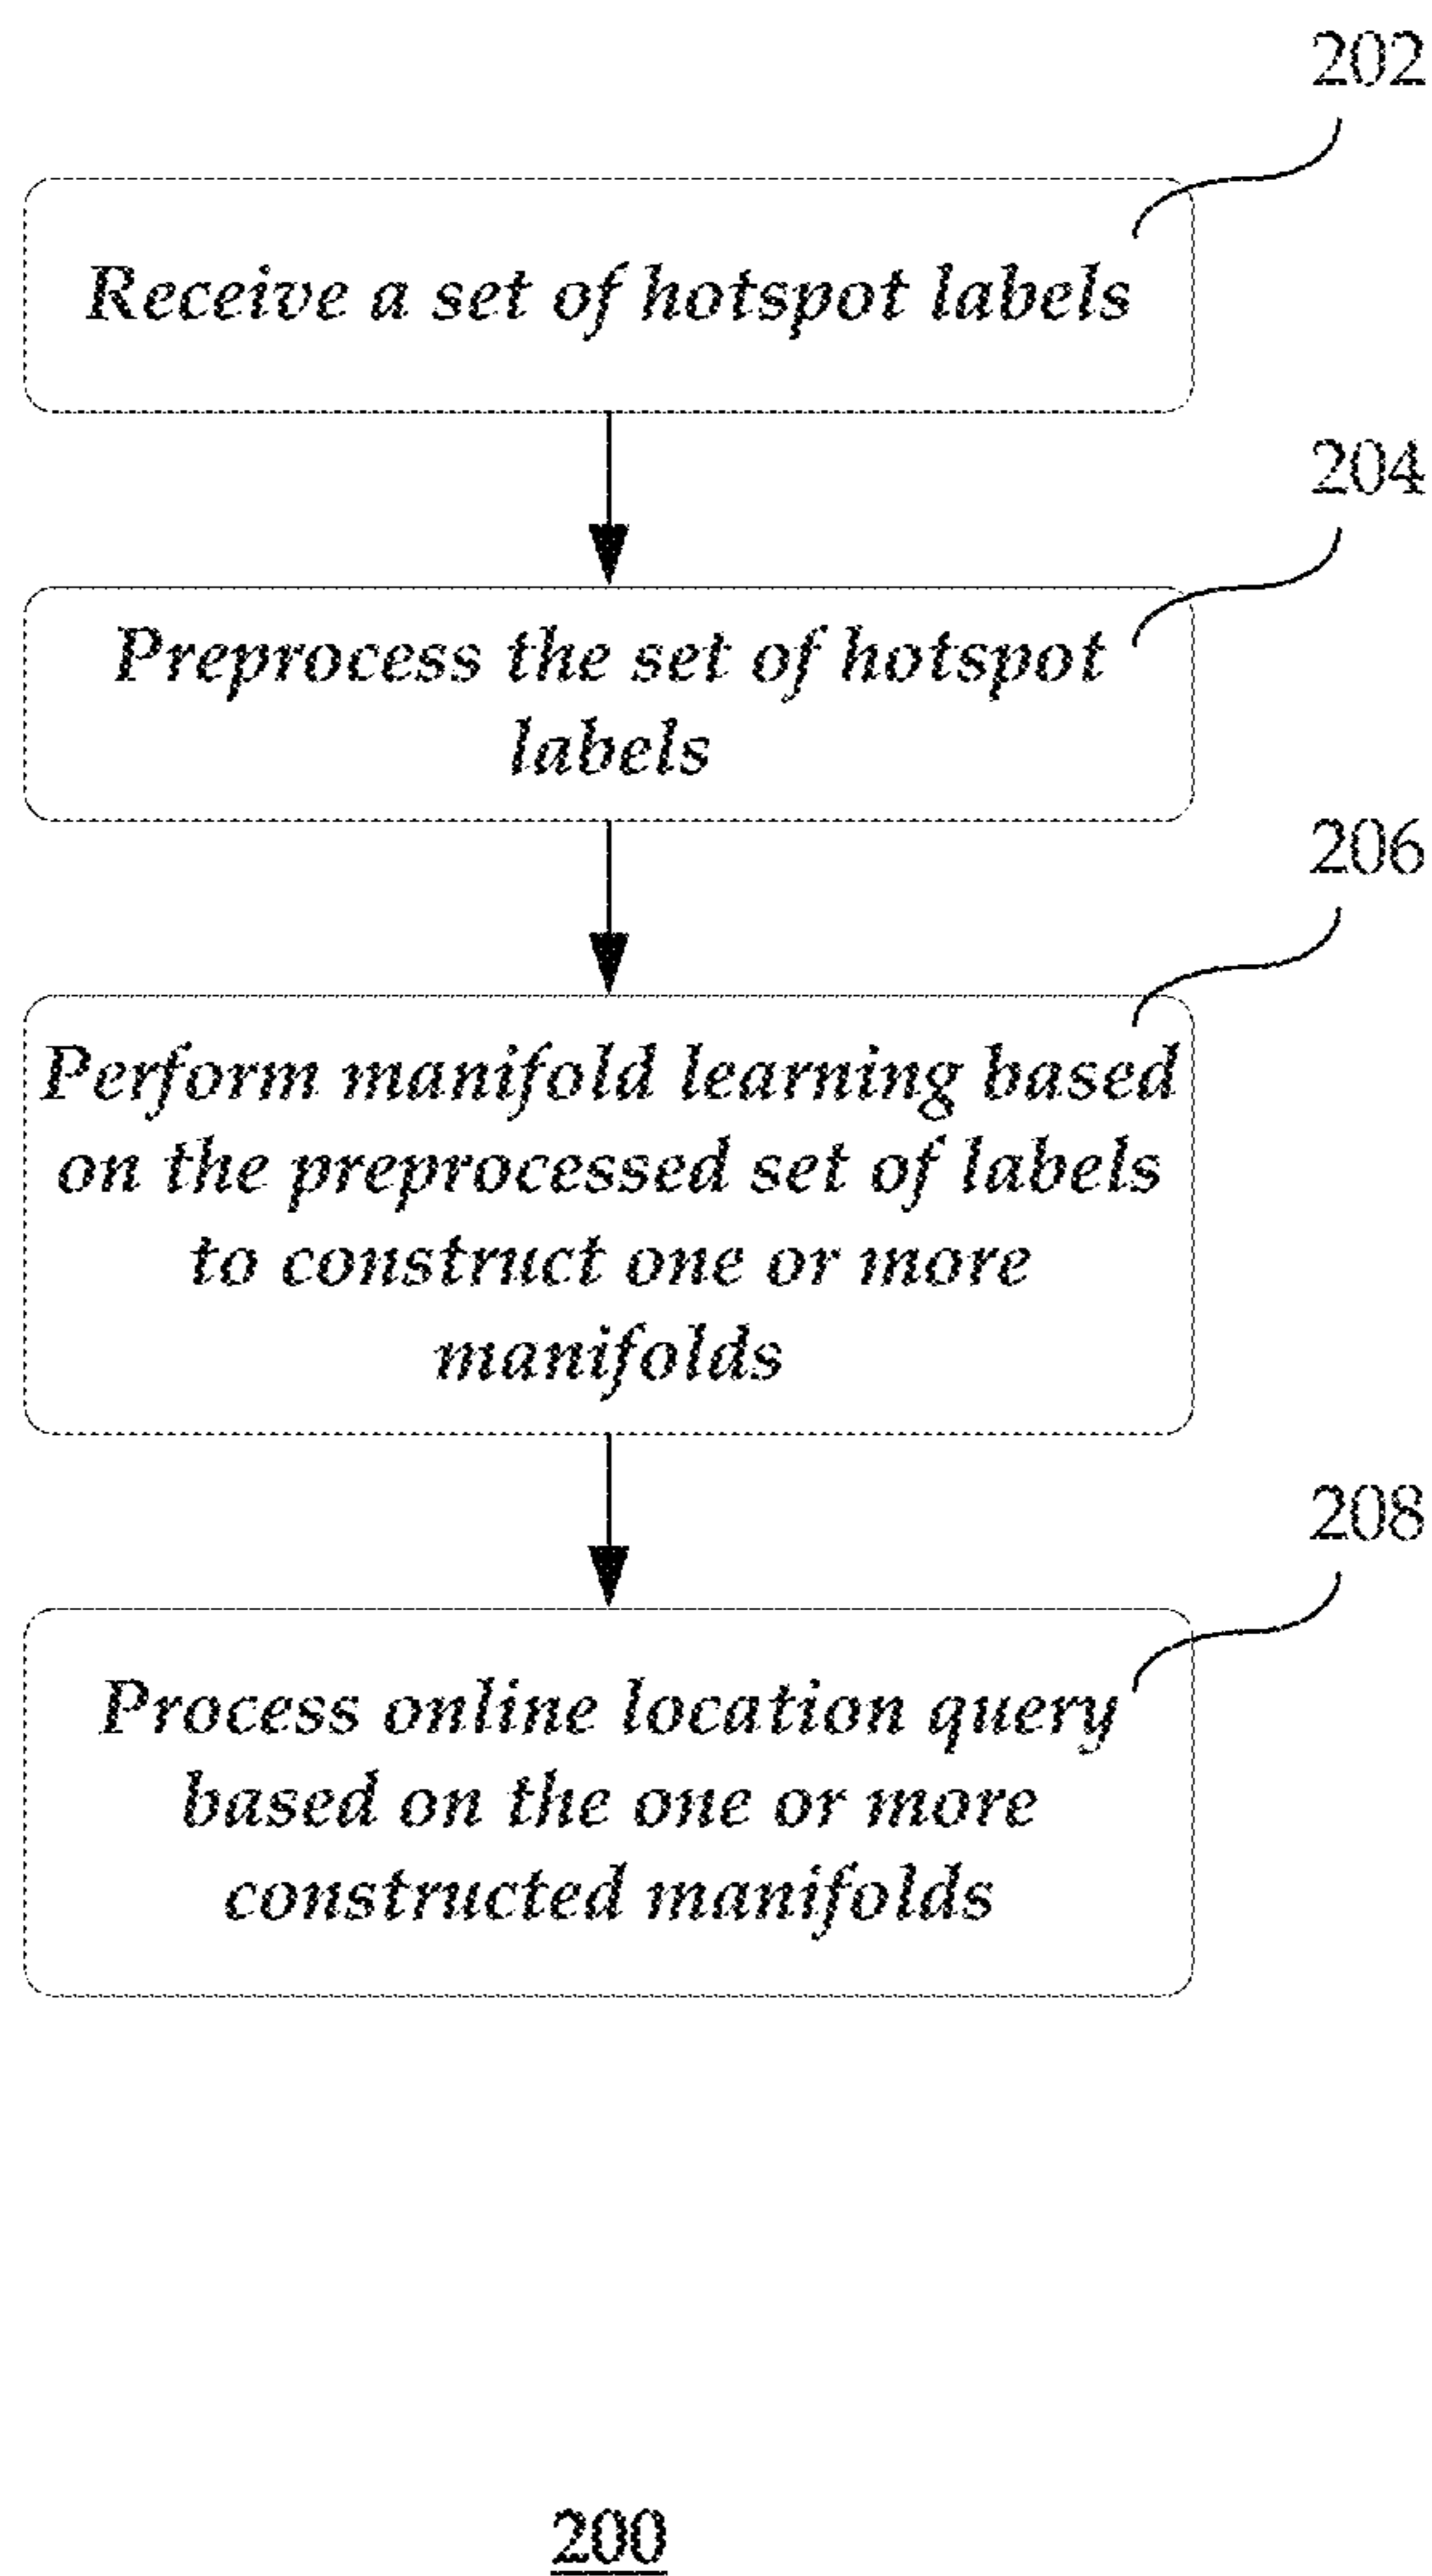 202
Receive a set of hotspot labels
204
Preprocess the set of hotspot
labels
206
Perform manifold learning based
on the preprocessed set of labels
to construct one or more
manifolds
208
Process online location query
based on the one or more
constructed manifolds
200